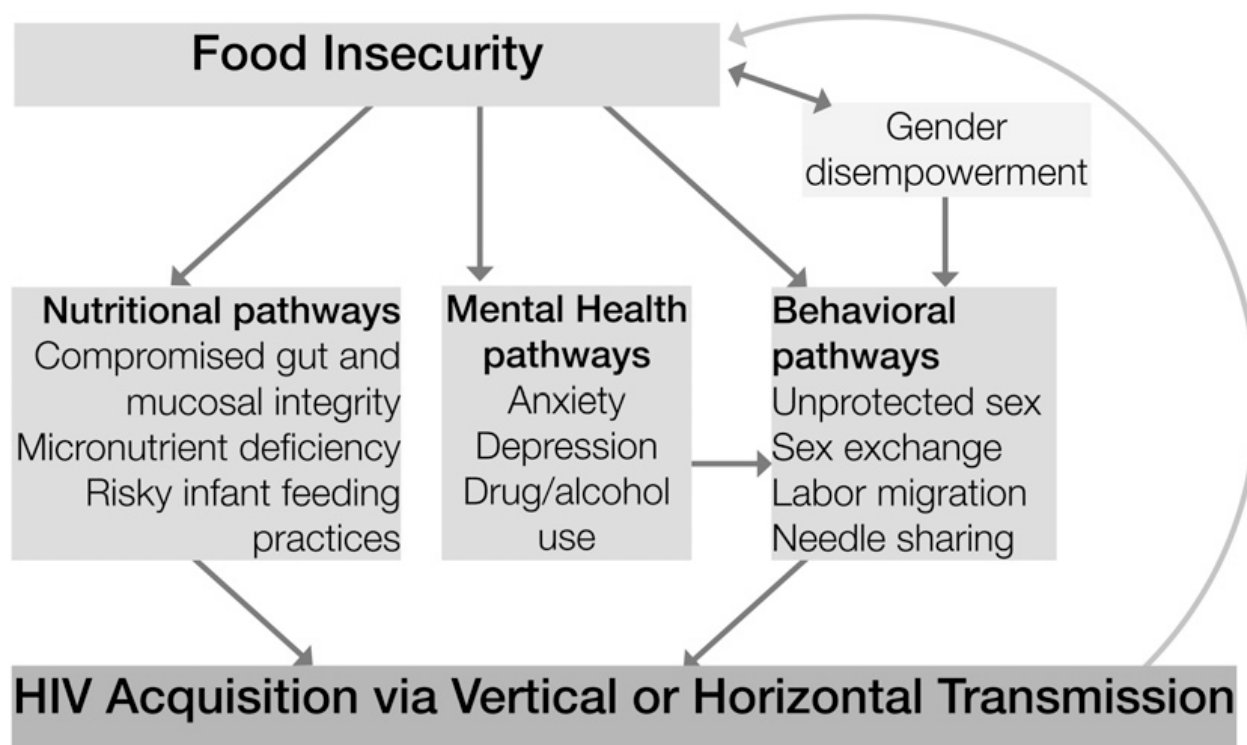 Food Insecurity
Gender
disempowerment
Nutritional pathways
Compromised gut and
mucosal integrity
Micronutrient deficiency
Risky infant feeding
practices
Mental Health
pathways
Anxiety
Depression
Drug/alcohol
use
Behavioral
pathways
Unprotected sex
Sex exchange
Labor migration
Needle sharing
HIV Acquisition via Vertical or Horizontal Transmission